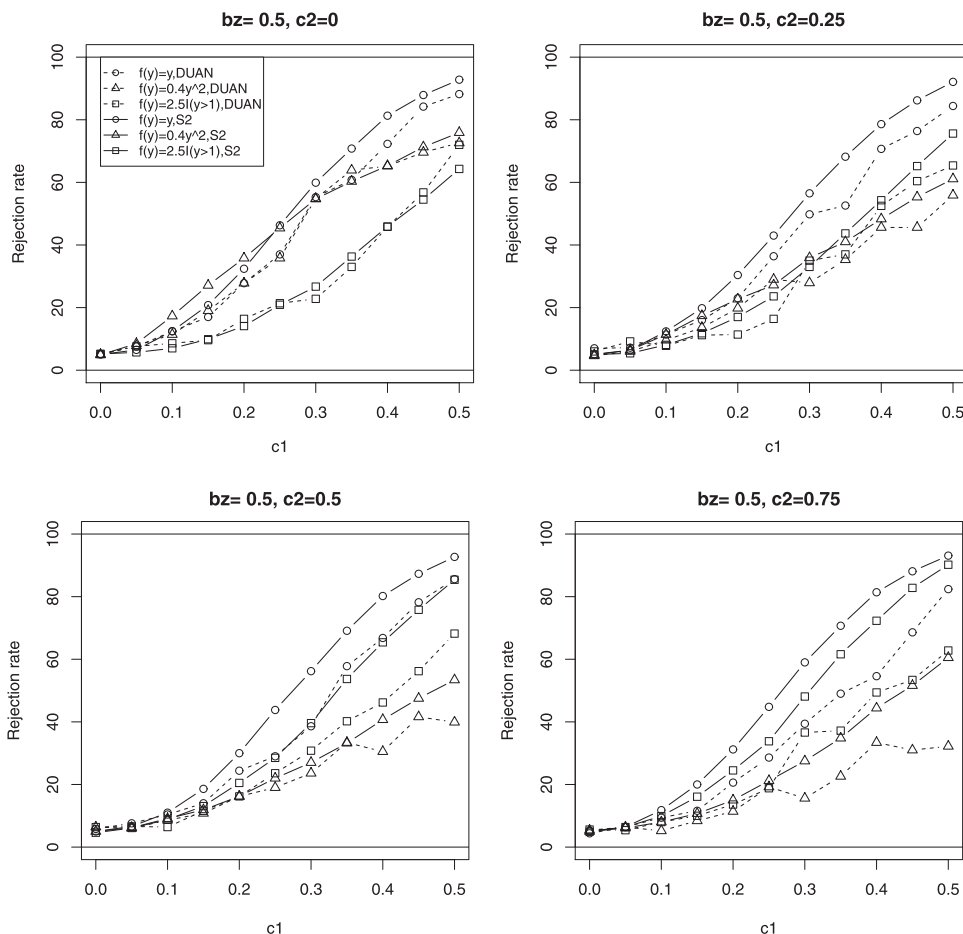 bz= 0.5, c2=0
Rejection rate
0 20 40 60 80 100
f(y)=y,DUAN
f(y)=0.4y^2,DUAN
f(y)=2.5I(y>1),DUAN
f(y)=y,S2
f(y)=0.4y^2,S2
f(y)=2.5I(y>1),S2
0.0 0.1 0.2 0.3 0.4 0.5
c1
bz= 0.5, c2=0.25
Rejection rate
0 20 40 60 80 100
0.0 0.1 0.2 0.3 0.4 0.5
c1
bz= 0.5, c2=0.5
Rejection rate
0 20 40 60 80 100
0.0 0.1 0.2 0.3 0.4 0.5
c1
bz= 0.5, c2=0.75
Rejection rate
0 20 40 60 80 100
0.0 0.1 0.2 0.3 0.4 0.5
c1